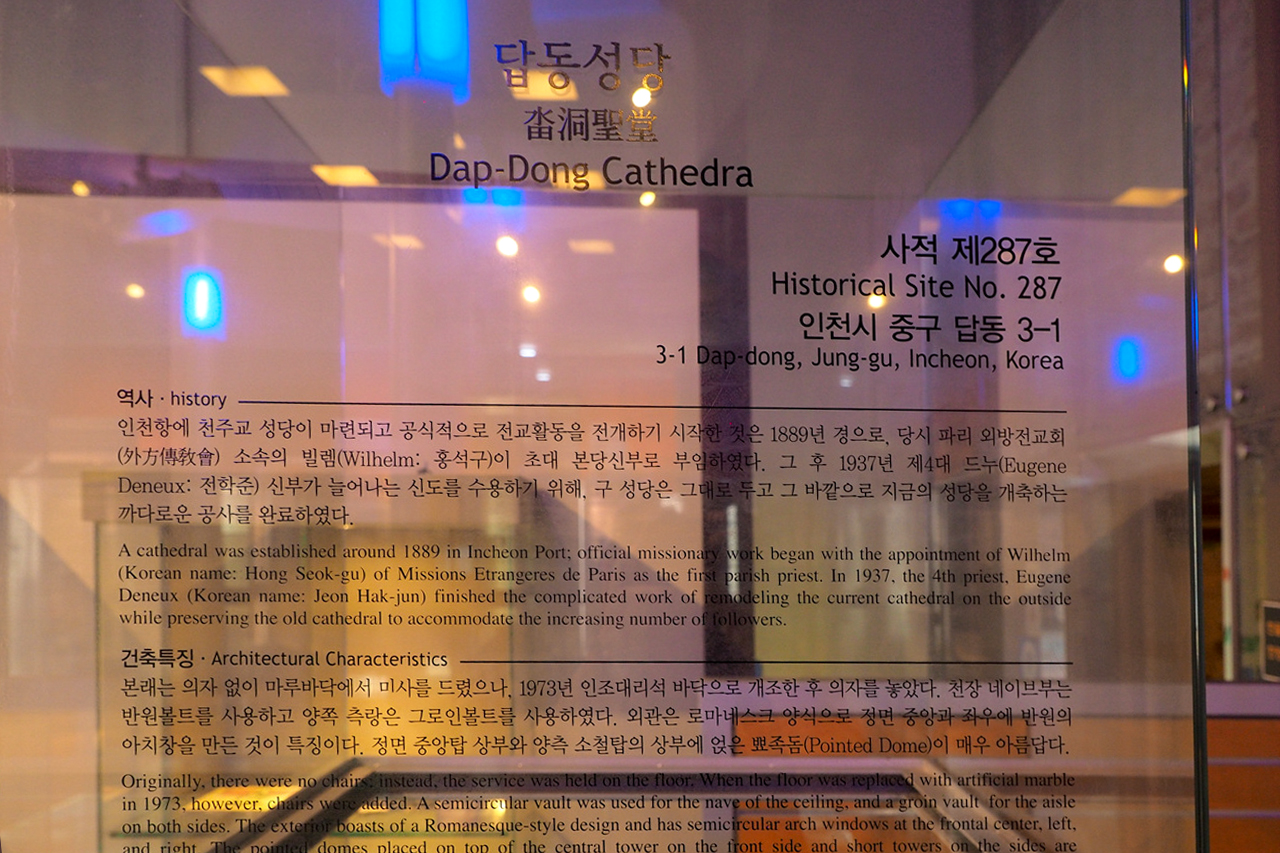 답동성당
畓洞聖堂
Dap-Dong Cathedra
사적 제287호
Historical Site No. 287
인천시 중구 답동 3-1
3-1 Dap-dong, Jung-gu, Incheon, Korea
역사 · history
인천항에 천주교 성당이 마련되고 공식적으로 전교활동을 전개하기 시작한 것은 1889년 경으로, 당시 파리 외방전교회
(外方傳敎會) 소속의 빌렘(Wilhelm: 홍석구)이 초대 본당신부로 부임하였다. 그 후 1937년 제4대 드누(Eugene
Deneux: 전학준) 신부가 늘어나는 신도를 수용하기 위해, 구 성당은 그대로 두고 그 바깥으로 지금의 성당을 개축하는
까다로운 공사를 완료하였다.
A cathedral was established around 1889 in Incheon Port; official missionary work began with the appointment of Wilhelm
(Korean name: Hong Seok-gu) of Missions Etrangeres de Paris as the first parish priest. In 1937, the 4th priest, Eugene
Deneux (Korean name: Jeon Hak-jun) finished the complicated work of remodeling the current cathedral on the outside
while preserving the old cathedral to accommodate the increasing number of followers.
건축특징 · Architectural Characteristics
본래는 의자 없이 마루바닥에서 미사를 드렸으나, 1973년 인조대리석 바닥으로 개조한 후 의자를 놓았다. 천장 네이브부는
반원볼트를 사용하고 양쪽 측랑은 그로인볼트를 사용하였다. 외관은 로마네스크 양식으로 정면 중앙과 좌우에 반원의
아치창을 만든 것이 특징이다. 정면 중앙탑 상부와 양측 소철탑의 상부에 얹은 뾰족돔(Pointed Dome)이 매우 아름답다.
Originally, there were no chairs; instead, the service was held on the floor. When the floor was replaced with artificial marble
in 1973, however, chairs were added. A semicircular vault was used for the nave of the ceiling, and a groin vault for the aisle
on both sides. The exterior boasts of a Romanesque-style design and has semicircular arch windows at the frontal center, left,
and right. The pointed domes placed on top of the central tower on the front side and short towers on the sides are